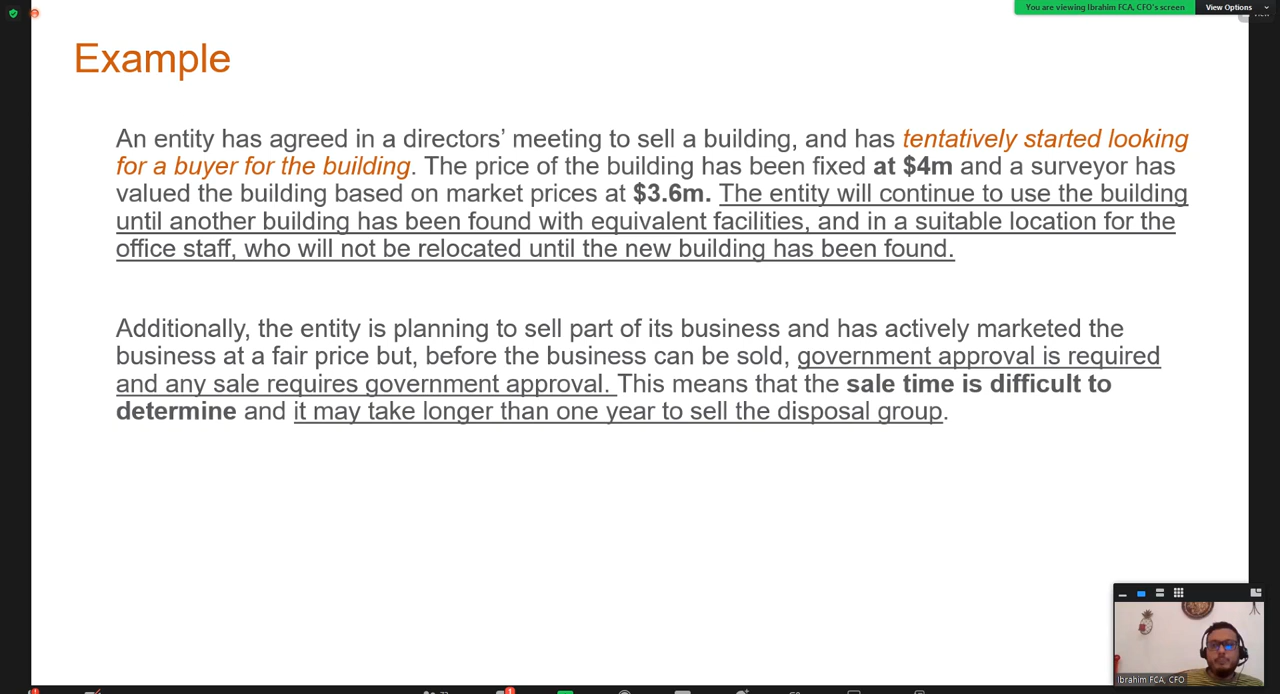 You are viewing Ibrahim FCA, CFO's screen
View Options
View
Example
An entity has agreed in a directors’ meeting to sell a building, and has tentatively started looking
for a buyer for the building. The price of the building has been fixed at $4m and a surveyor has
valued the building based on market prices at $3.6m. The entity will continue to use the building
until another building has been found with equivalent facilities, and in a suitable location for the
office staff, who will not be relocated until the new building has been found.
Additionally, the entity is planning to sell part of its business and has actively marketed the
business at a fair price but, before the business can be sold, government approval is required
and any sale requires government approval. This means that the sale time is difficult to
determine and it may take longer than one year to sell the disposal group.
Ibrahim FCA, CFO
1